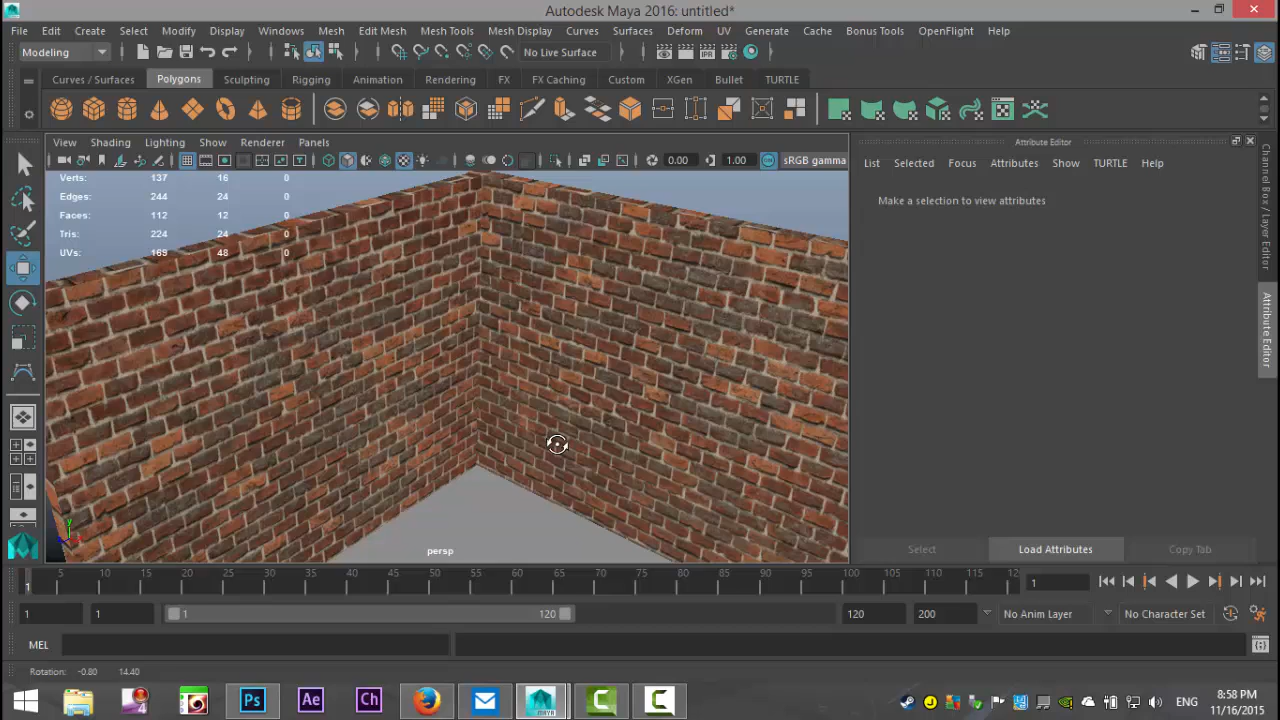 Autodesk Maya 2016: untitled*
File Edit Create Select Modify Display Windows Mesh Edit Mesh Mesh Tools Mesh Display Curves Surfaces Deform UV Generate Cache Bonus Tools OpenFlight Help
Modeling No Live Surface
Curves / Surfaces Polygons Sculpting Rigging Animation Rendering FX FX Caching Custom XGen Bullet TURTLE
View Shading Lighting Show Renderer Panels
0.00 1.00 sRGB gamma
Verts: 137 16 0
Edges: 244 24 0
Faces: 112 12 0
Tris: 224 24 0
UVs: 169 48 0
y
persp
Attribute Editor
List Selected Focus Attributes Show TURTLE Help
Make a selection to view attributes
Select Load Attributes Copy Tab
Channel Box / Layer Editor
Attribute Editor
1 5 10 15 20 25 30 35 40 45 50 55 60 65 70 75 80 85 90 95 100 105 110 115 12
1
1 1 1 120 120 200 No Anim Layer No Character Set
MEL
Rotation: -0.80 14.40
Ps Ae Ch MAYA C C ENG
8:58 PM
11/16/2015